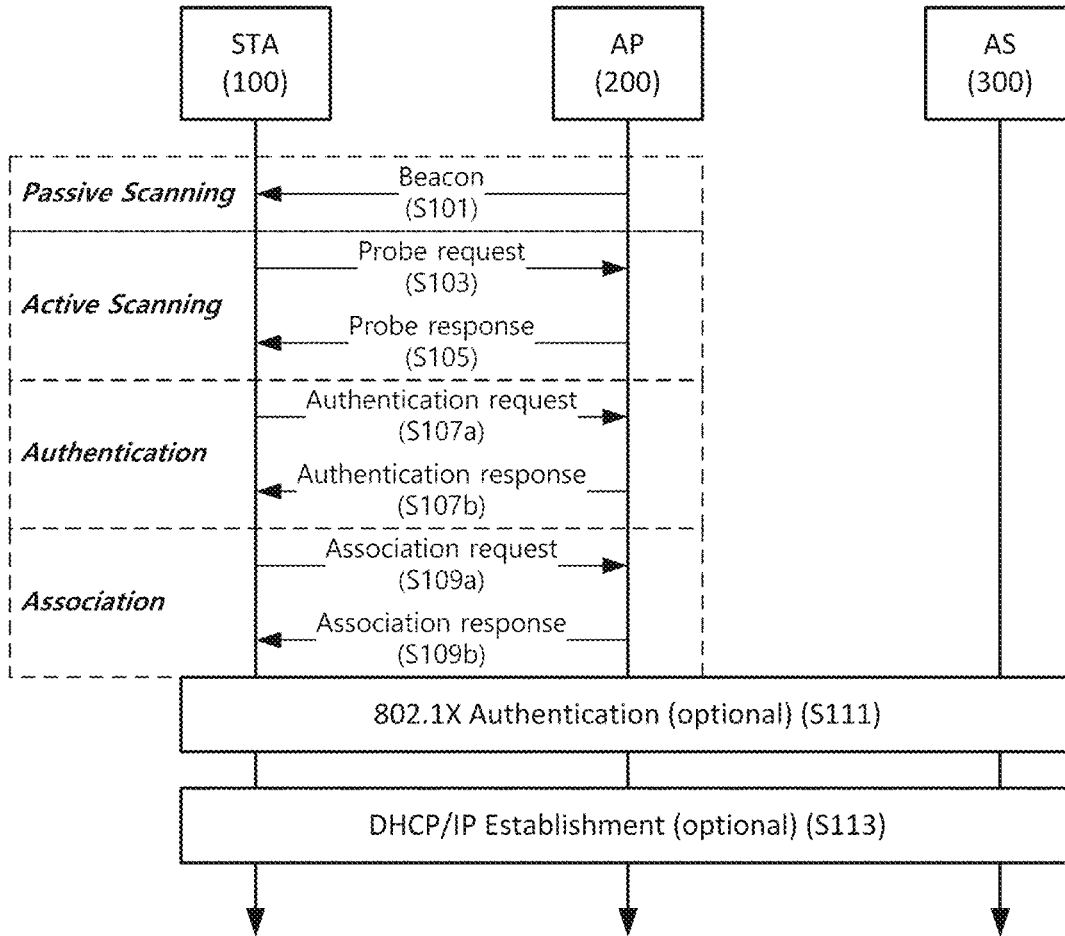 STA
(100)
AP
(200)
AS
(300)
Passive Scanning
Beacon
(S101)
Active Scanning
Probe request
(S103)
Probe response
(S105)
Authentication
Authentication request
(S107a)
Authentication response
(S107b)
Association
Association request
(S109a)
Association response
(S109b)
802.1X Authentication (optional) (S111)
DHCP/IP Establishment (optional) (S113)